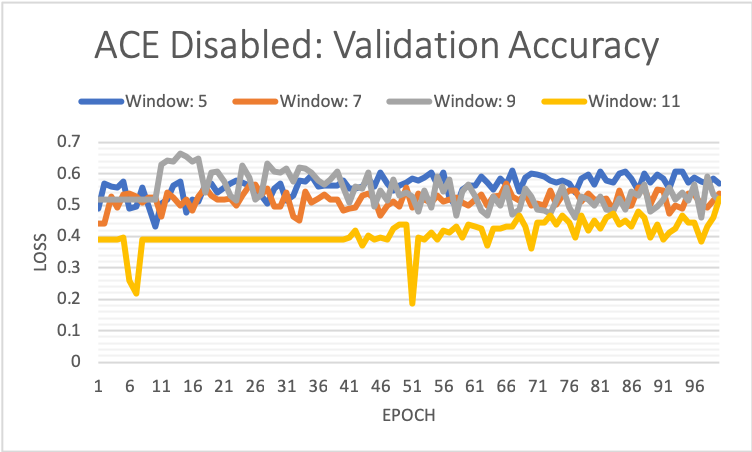 ACE Disabled: Validation Accuracy
Window: 5 Window: 7 Window: 9 Window: 11
0.7
0.6
0.5
0.4
0.3
0.2
0.1
0
LOSS
1 6 11 16 21 26 31 36 41 46 51 56 61 66 71 76 81 86 91 96
EPOCH